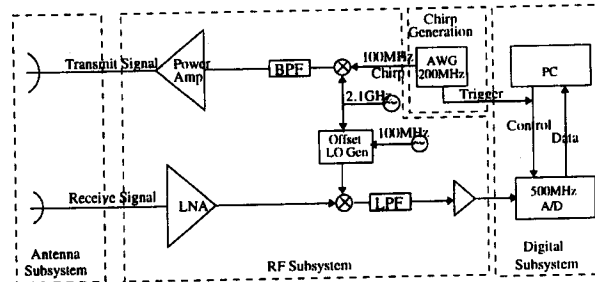 Chirp
Generation
Transmit Signal
Power
Amp
BPF
100MHz
Chirp
AWG
200MHz
PC
Trigger
2.1GHz
Control
Data
Offset
LO Gen
100MHz
Receive Signal
LNA
LPF
500MHz
A/D
Antenna
Subsystem
RF Subsystem
Digital
Subsystem